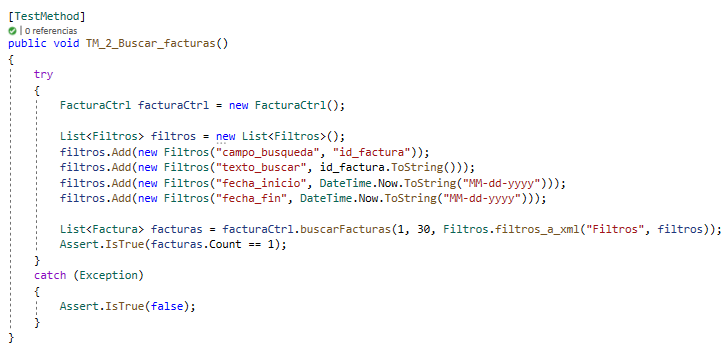 [TestMethod]
| 0 referencias
public void TM_2_Buscar_facturas()
{
    try
    {
        FacturaCtrl facturaCtrl = new FacturaCtrl();

        List<Filtros> filtros = new List<Filtros>();
        filtros.Add(new Filtros("campo_busqueda", "id_factura"));
        filtros.Add(new Filtros("texto_buscar", id_factura.ToString()));
        filtros.Add(new Filtros("fecha_inicio", DateTime.Now.ToString("MM-dd-yyyy")));
        filtros.Add(new Filtros("fecha_fin", DateTime.Now.ToString("MM-dd-yyyy")));

        List<Factura> facturas = facturaCtrl.buscarFacturas(1, 30, Filtros.filtros_a_xml("Filtros", filtros));
        Assert.IsTrue(facturas.Count == 1);
    }
    catch (Exception)
    {
        Assert.IsTrue(false);
    }
}